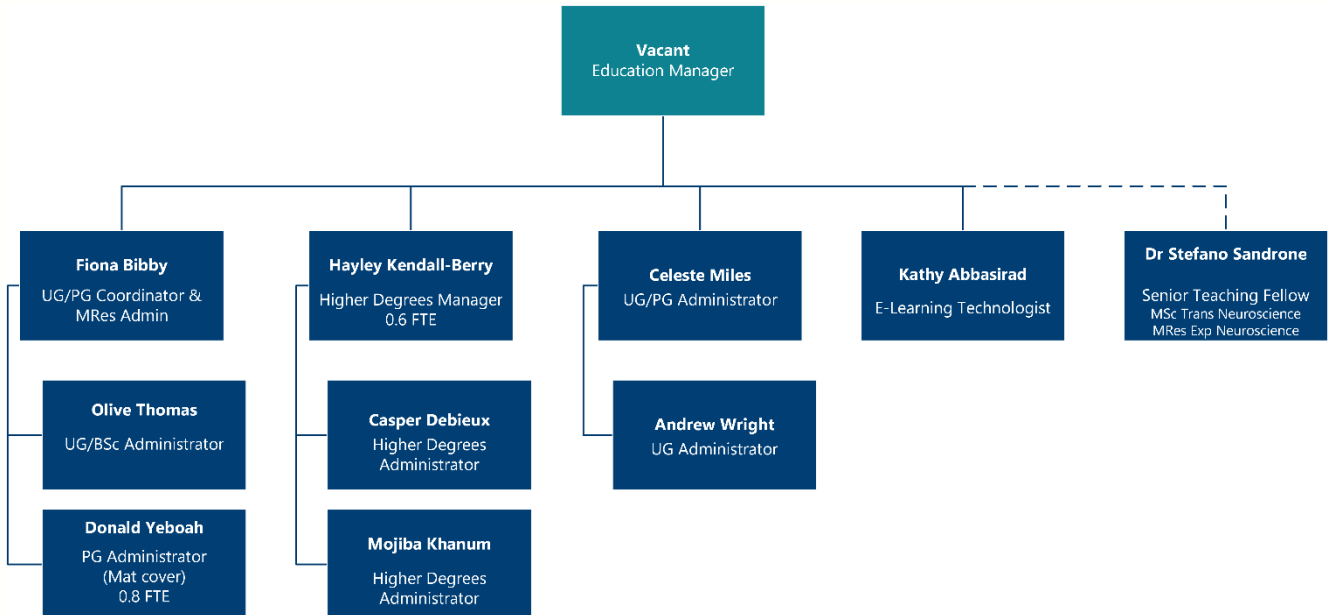 Vacant
Education Manager
Fiona Bibby
UG/PG Coordinator &
MRes Admin
Hayley Kendall-Berry
Higher Degrees Manager
0.6 FTE
Celeste Miles
UG/PG Administrator
Kathy Abbasirad
E-Learning Technologist
Dr Stefano Sandrone
Senior Teaching Fellow
MSc Trans Neuroscience
MRes Exp Neuroscience
Olive Thomas
UG/BSc Administrator
Casper Debieux
Higher Degrees
Administrator
Andrew Wright
UG Administrator
Donald Yeboah
PG Administrator
(Mat cover)
0.8 FTE
Mojiba Khanum
Higher Degrees
Administrator